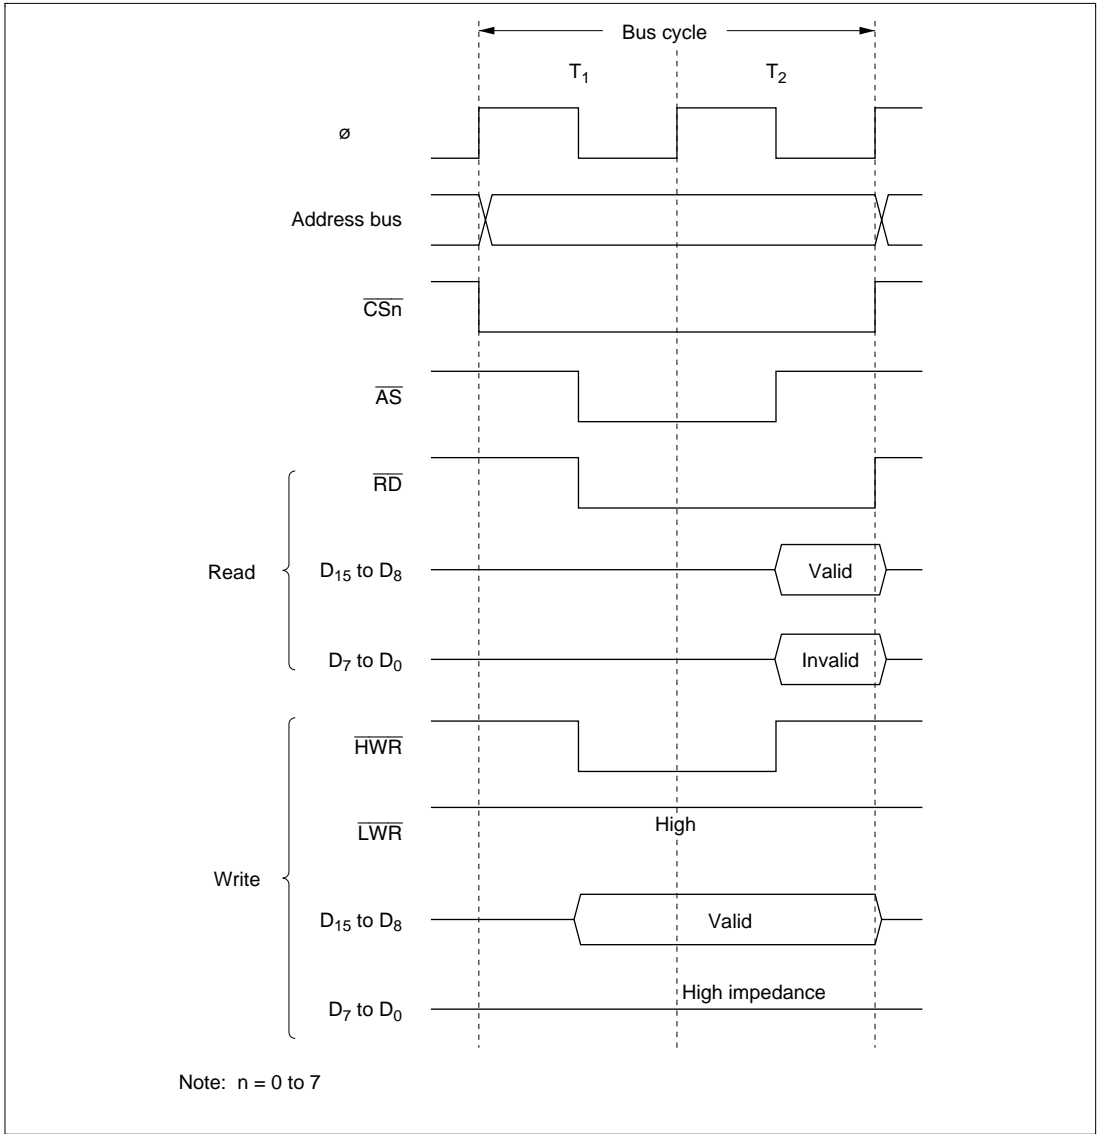 Bus cycle
T1 T2
ø
Address bus
CSn
AS
RD
Read
D15 to D8 Valid
D7 to D0 Invalid
HWR
LWR High
Write
D15 to D8 Valid
D7 to D0 High impedance
Note: n = 0 to 7